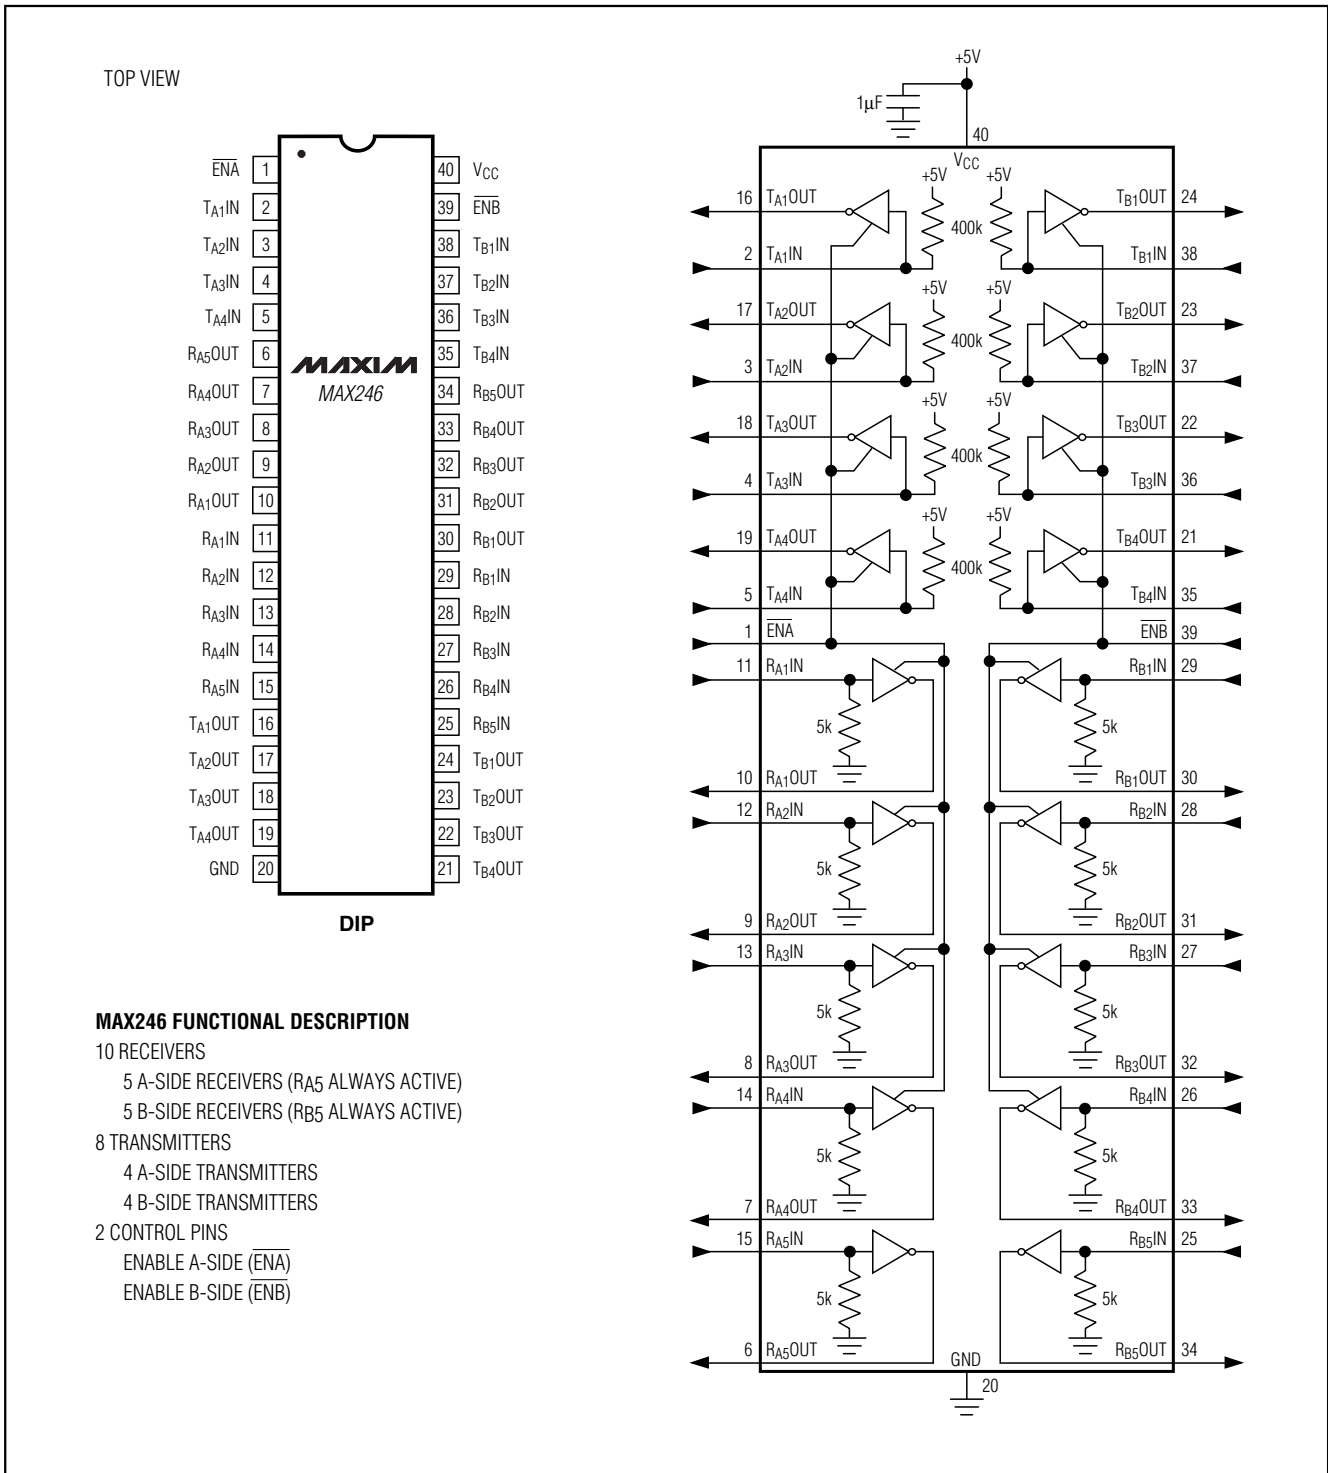 TOP VIEW
ENA 1
TA1IN 2
TA2IN 3
TA3IN 4
TA4IN 5
RA5OUT 6
RA4OUT 7
RA3OUT 8
RA2OUT 9
RA1OUT 10
RA1IN 11
RA2IN 12
RA3IN 13
RA4IN 14
RA5IN 15
TA1OUT 16
TA2OUT 17
TA3OUT 18
TA4OUT 19
GND 20
MAXIM
MAX246
40 VCC
39 ENB
38 TB1IN
37 TB2IN
36 TB3IN
35 TB4IN
34 RB5OUT
33 RB4OUT
32 RB3OUT
31 RB2OUT
30 RB1OUT
29 RB1IN
28 RB2IN
27 RB3IN
26 RB4IN
25 RB5IN
24 TB1OUT
23 TB2OUT
22 TB3OUT
21 TB4OUT
DIP
MAX246 FUNCTIONAL DESCRIPTION
10 RECEIVERS
5 A-SIDE RECEIVERS (RA5 ALWAYS ACTIVE)
5 B-SIDE RECEIVERS (RB5 ALWAYS ACTIVE)
8 TRANSMITTERS
4 A-SIDE TRANSMITTERS
4 B-SIDE TRANSMITTERS
2 CONTROL PINS
ENABLE A-SIDE (ENA)
ENABLE B-SIDE (ENB)
+5V
1µF
40
VCC
+5V +5V
16 TA1OUT TB1OUT 24
400k
2 TA1IN TB1IN 38
+5V +5V
17 TA2OUT TB2OUT 23
400k
3 TA2IN TB2IN 37
+5V +5V
18 TA3OUT TB3OUT 22
400k
4 TA3IN TB3IN 36
+5V +5V
19 TA4OUT TB4OUT 21
400k
5 TA4IN TB4IN 35
1 ENA ENB 39
11 RA1IN RB1IN 29
5k 5k
10 RA1OUT RB1OUT 30
12 RA2IN RB2IN 28
5k 5k
9 RA2OUT RB2OUT 31
13 RA3IN RB3IN 27
5k 5k
8 RA3OUT RB3OUT 32
14 RA4IN RB4IN 26
5k 5k
7 RA4OUT RB4OUT 33
15 RA5IN RB5IN 25
5k 5k
6 RA5OUT RB5OUT 34
GND
20